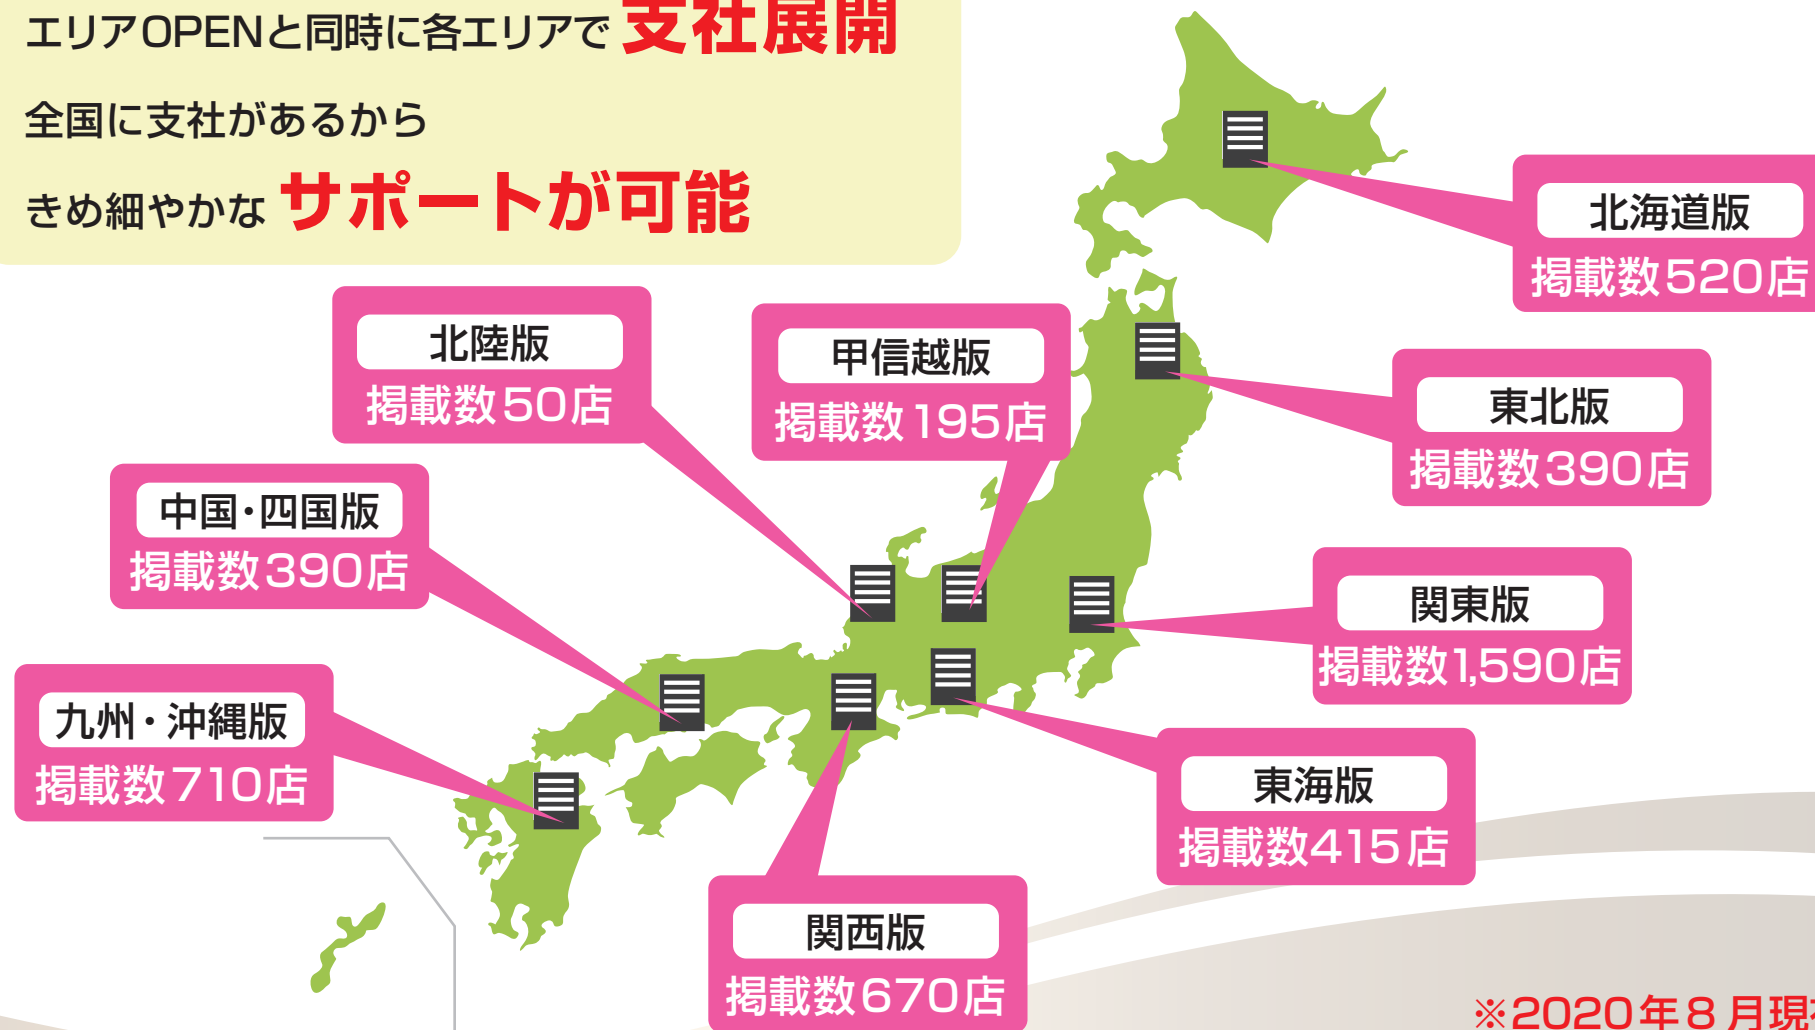 エリアOPENと同時に各エリアで 支社展開
全国に支社があるから
きめ細やかな サポートが可能
北海道版
掲載数520店
北陸版
掲載数50店
甲信越版
掲載数195店
東北版
掲載数390店
中国・四国版
掲載数390店
関東版
掲載数1,590店
九州・沖縄版
掲載数710店
東海版
掲載数415店
関西版
掲載数670店
※2020年8月現在